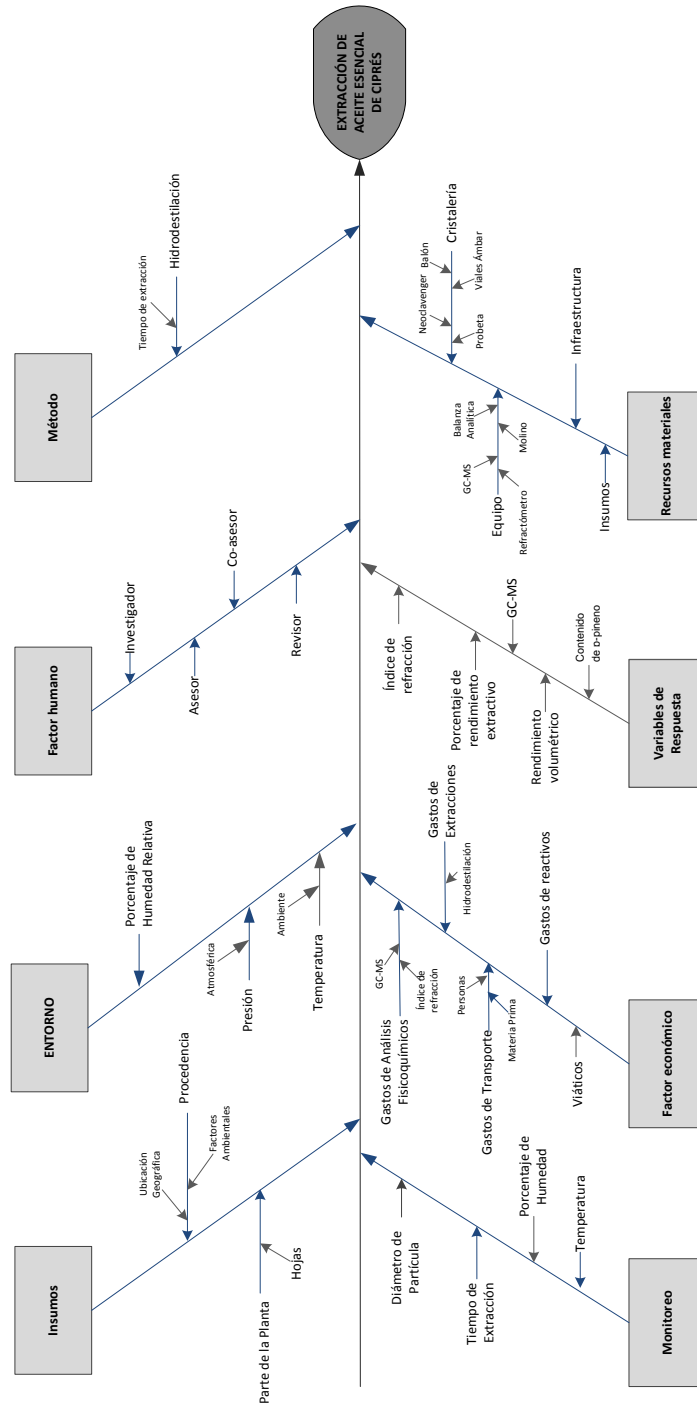 EXTRACCIÓN DE
ACEITE ESENCIAL
DE CIPRÉS
Insumos
Ubicación
Geográfica
Procedencia
Factores
Ambientales
Parte de la Planta
Hojas
ENTORNO
Porcentaje de
Humedad Relativa
Atmosférica
Presión
Ambiente
Temperatura
Factor humano
Investigador
Asesor
Co-asesor
Revisor
Método
Tiempo de extracción
Hidrodestilación
Diámetro de
Partícula
Tiempo de
Extracción
Porcentaje de
Humedad
Temperatura
Monitoreo
Gastos de Análisis
Fisicoquímicos
GC-MS
Índice de
refracción
Gastos de
Extracciones
Hidrodestilación
Personas
Gastos de Transporte
Materia Prima
Gastos de reactivos
Viáticos
Factor económico
Índice de
refracción
Porcentaje de
rendimiento
extractivo
GC-MS
Rendimiento
volumétrico
Contenido
de α-pineno
Variables de
Respuesta
Neoclavenger
Balón
Cristalería
Probeta
Viales Ámbar
GC-MS
Balanza
Analítica
Equipo
Refractómetro
Molino
Infraestructura
Insumos
Recursos materiales